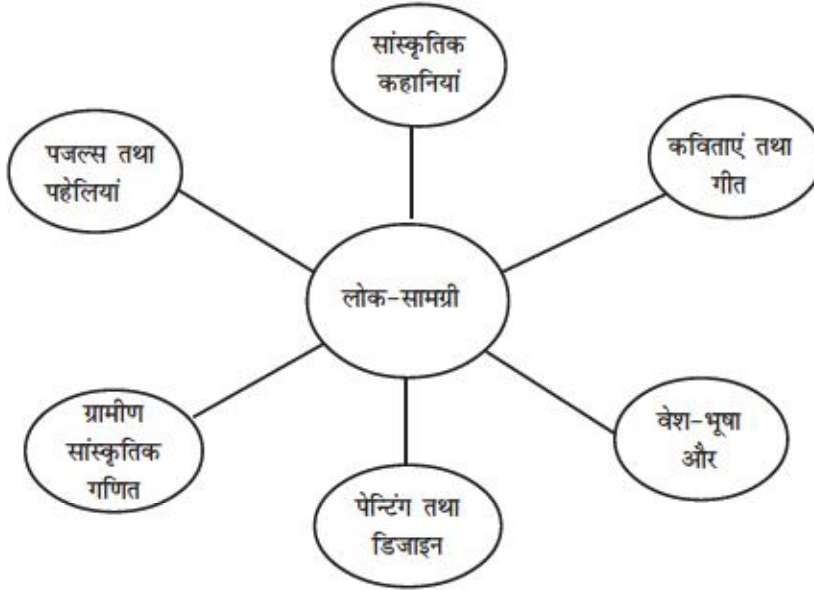 सांस्कृतिक
कहानियां
पजल्स तथा
पहेलियां
कविताएं तथा
गीत
लोक-सामग्री
ग्रामीण
सांस्कृतिक
गणित
वेश-भूषा
और
पेन्टिंग तथा
डिजाइन